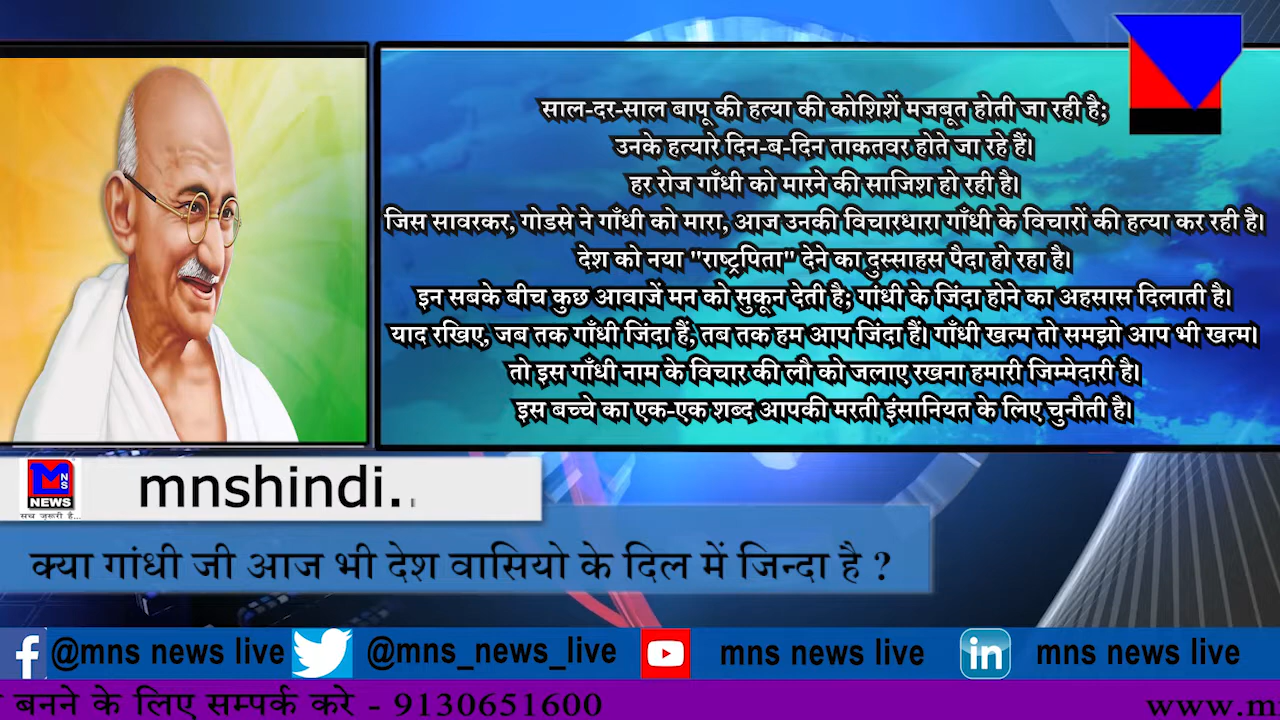 साल-दर-साल बापू की हत्या की कोशिशें मजबूत होती जा रही है;
उनके हत्यारे दिन-ब-दिन ताकतवर होते जा रहे हैं।
हर रोज गाँधी को मारने की साजिश हो रही है।
जिस सावरकर, गोडसे ने गाँधी को मारा, आज उनकी विचारधारा गाँधी के विचारों की हत्या कर रही है।
देश को नया "राष्ट्रपिता" देने का दुस्साहस पैदा हो रहा है।
इन सबके बीच कुछ आवाजें मन को सुकून देती है; गांधी के जिंदा होने का अहसास दिलाती है।
याद रखिए, जब तक गाँधी जिंदा हैं; तब तक हम आप जिंदा हैं। गाँधी खत्म तो समझो आप भी खत्म।
तो इस गाँधी नाम के विचार की लौ को जलाए रखना हमारी जिम्मेदारी है।
इस बच्चे का एक-एक शब्द आपकी मरती इंसानियत के लिए चुनौती है।
MNS
NEWS
सच जरूरी है...
mnshindi.
क्या गांधी जी आज भी देश वासियो के दिल में जिन्दा है ?
@mns news live @mns_news_live mns news live mns news live
बनने के लिए सम्पर्क करे - 9130651600 www.m